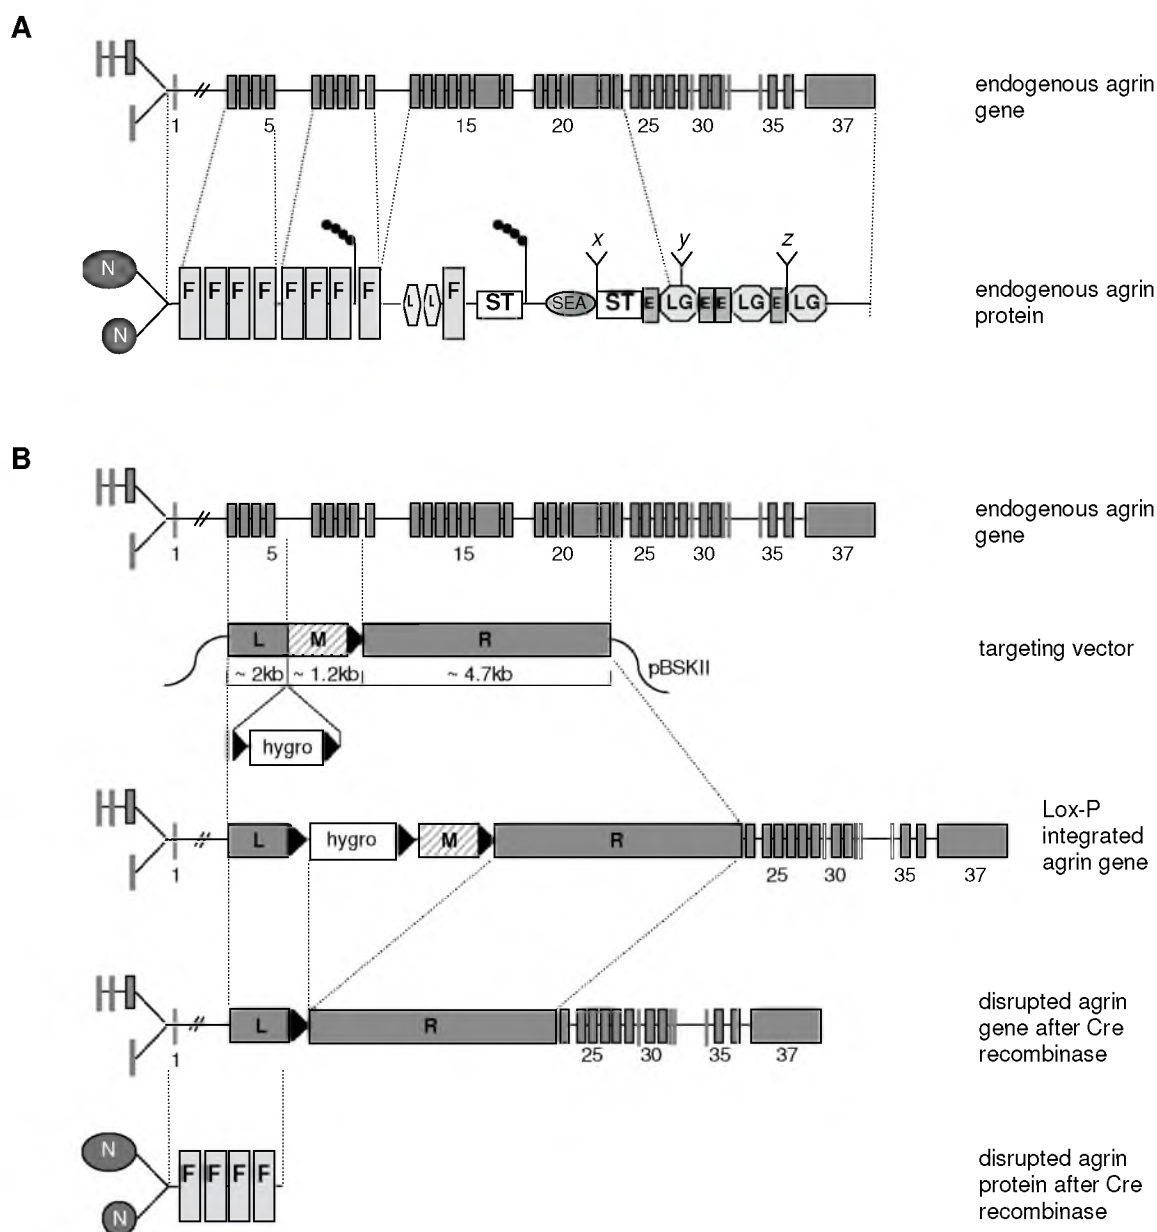 A
endogenous agrin
gene
1 5 15 20 25 30 35 37
x y z
N
F F F F F F F F L L F ST SEA ST E LG E E LG E LG
endogenous agrin
protein
N
B
endogenous agrin
gene
1 5 15 20 25 30 35 37
L M R
targeting vector
~ 2kb ~ 1.2kb ~ 4.7kb pBSKII
hygro
Lox-P
integrated
agrin gene
L hygro M R
1 25 30 35 37
disrupted agrin
gene after Cre
recombinase
L R
1 25 30 35 37
N
F F F F
disrupted agrin
protein after Cre
recombinase
N